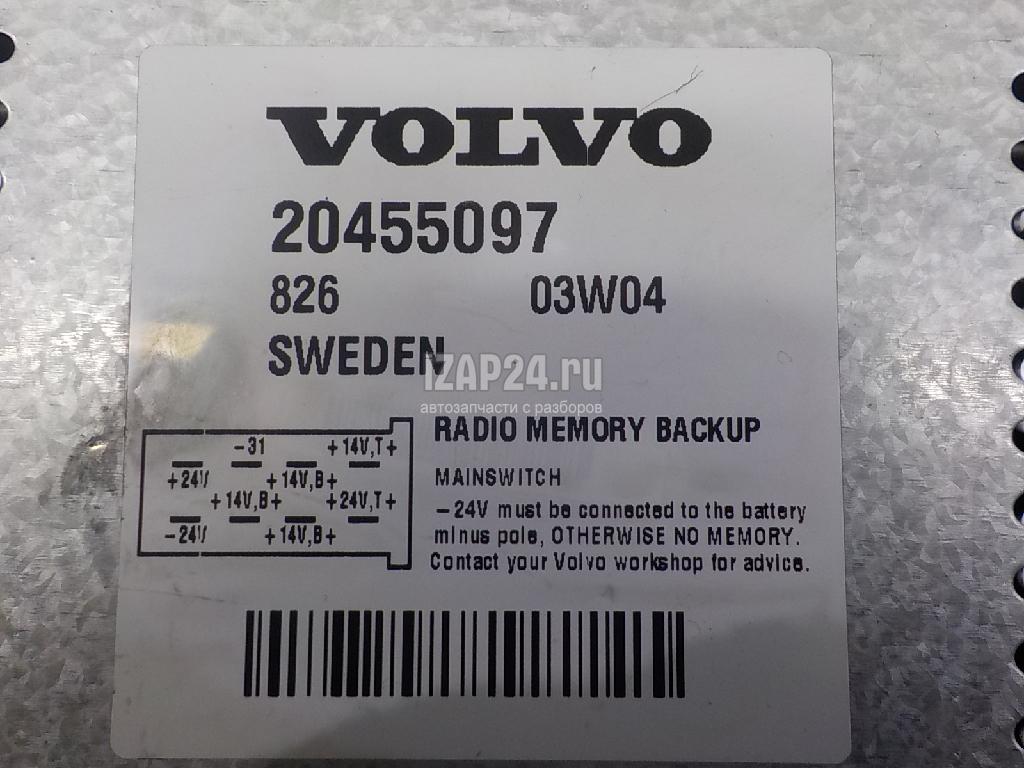 VOLVO
20455097
826 03W04
SWEDEN
IZAP24.ru
автозапчасти с разборов
RADIO MEMORY BACKUP
MAINSWITCH
-24V must be connected to the battery
minus pole, OTHERWISE NO MEMORY.
Contact your Volvo workshop for advice.
-31 +14V,T+
+24V +14V,B+
+14V,B+ +24V,T+
-24V +14V,B+